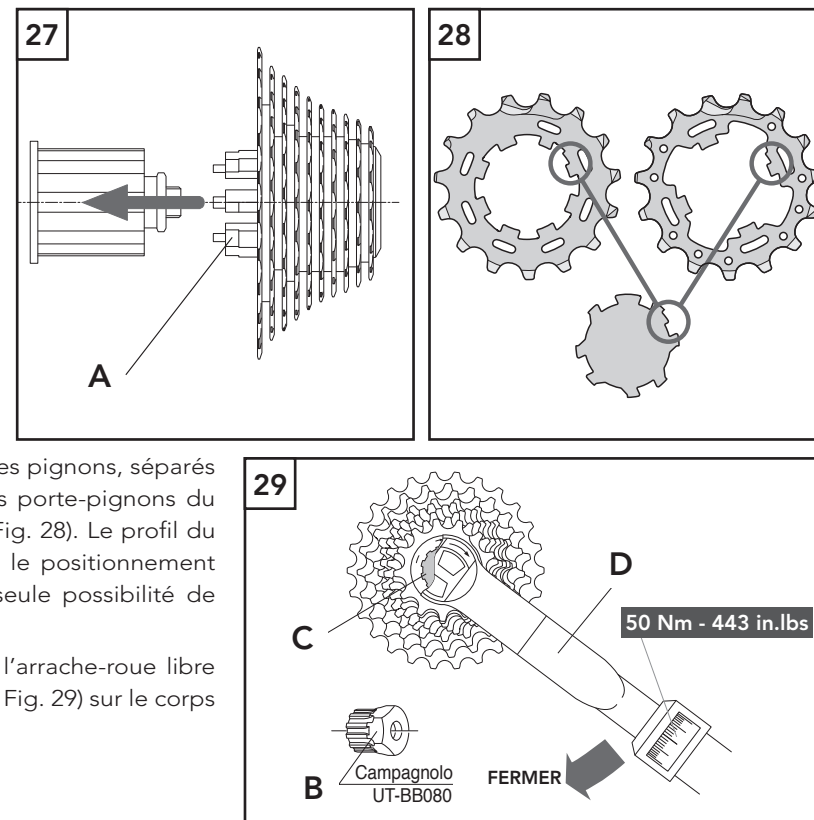 27
A
28
es pignons, séparés
s porte-pignons du
Fig. 28). Le profil du
le positionnement
seule possibilité de
l'arrache-roue libre
Fig. 29) sur le corps
29
C
D
50 Nm - 443 in.lbs
B
Campagnolo
UT-BB080
FERMER